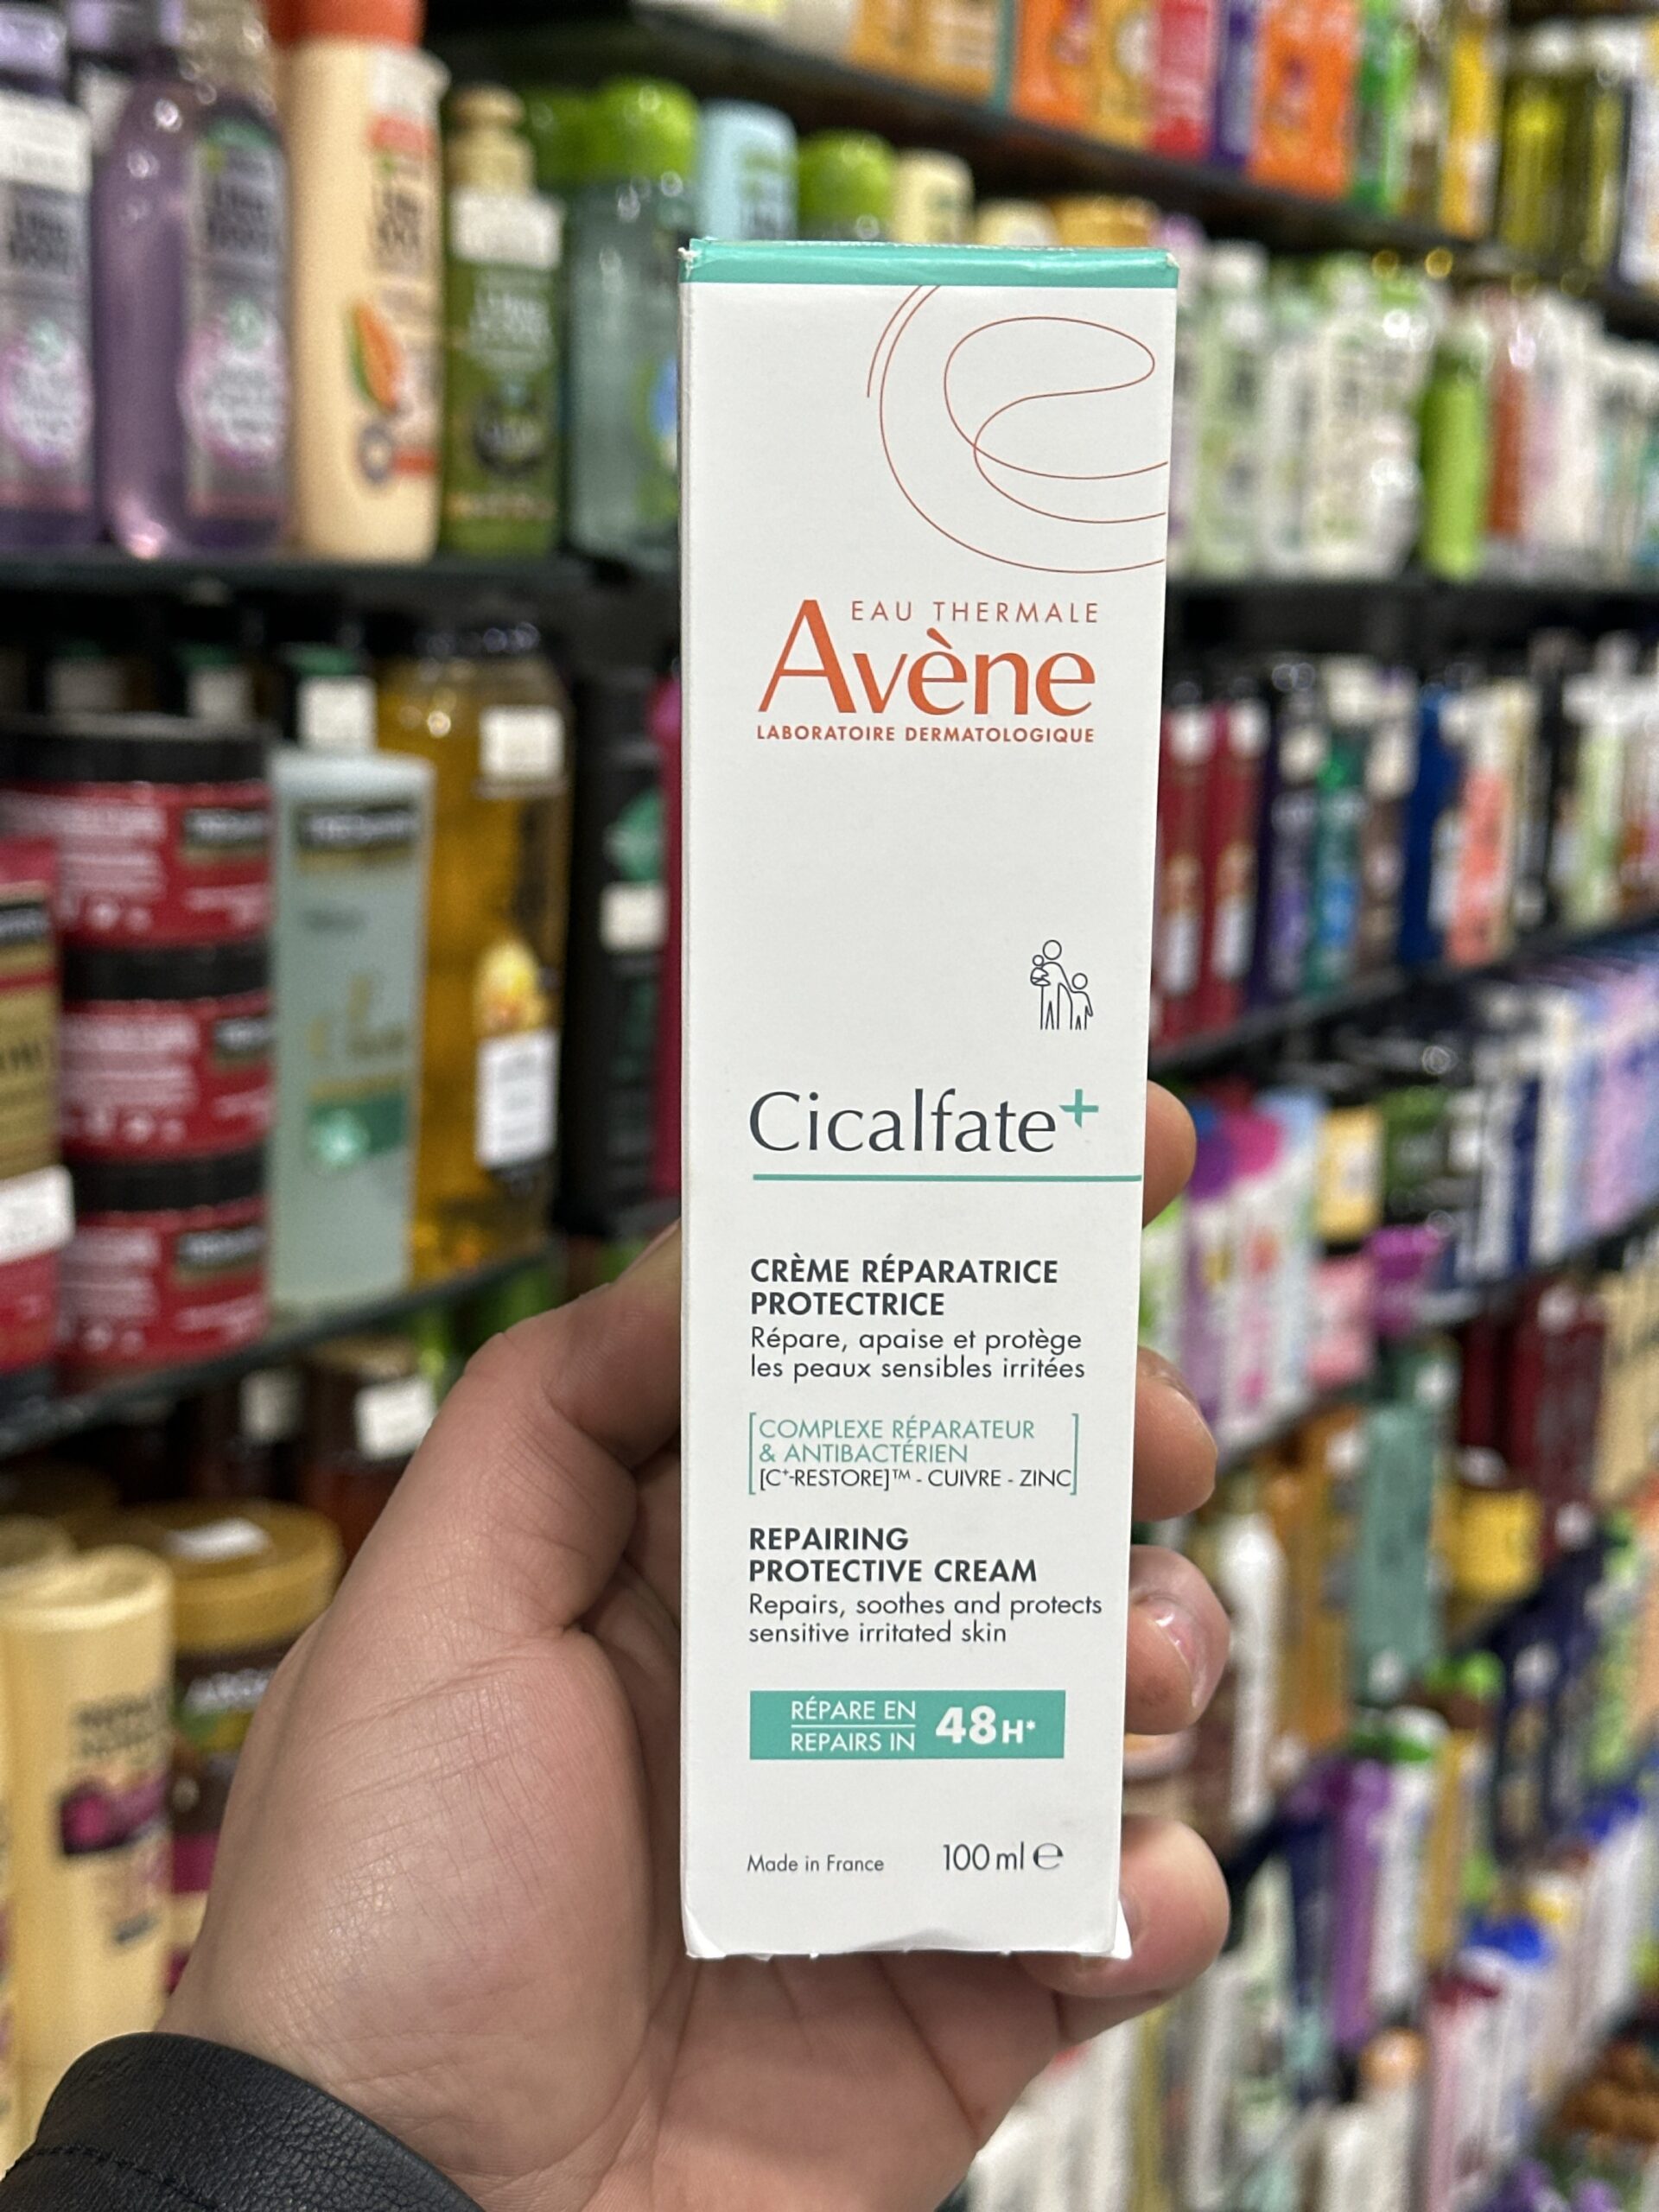 EAU THERMALE
Avène
LABORATOIRE DERMATOLOGIQUE
Cicalfate+
CRÈME RÉPARATRICE
PROTECTRICE
Répare, apaise et protège
les peaux sensibles irritées
COMPLEXE RÉPARATEUR
& ANTIBACTÉRIEN
[C+-RESTORE]™ - CUIVRE - ZINC
REPAIRING
PROTECTIVE CREAM
Repairs, soothes and protects
sensitive irritated skin
RÉPARE EN
REPAIRS IN
48H*
Made in France
100 ml ℮